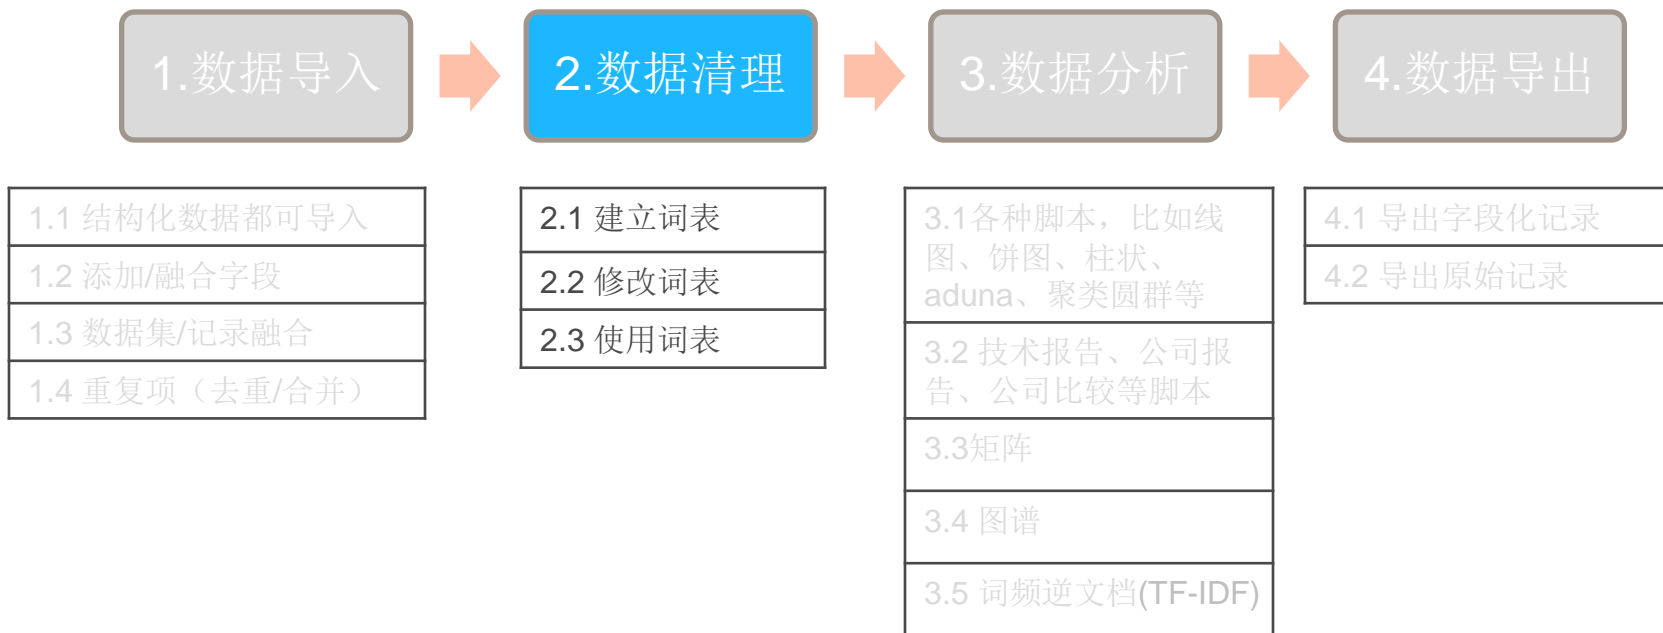 1.数据导入
2.数据清理
3.数据分析
4.数据导出
1.1 结构化数据都可导入
1.2 添加/融合字段
1.3 数据集/记录融合
1.4 重复项（去重/合并）
2.1 建立词表
2.2 修改词表
2.3 使用词表
3.1各种脚本，比如线
图、饼图、柱状、
aduna、聚类圆群等
3.2 技术报告、公司报
告、公司比较等脚本
3.3矩阵
3.4 图谱
3.5 词频逆文档(TF-IDF)
4.1 导出字段化记录
4.2 导出原始记录